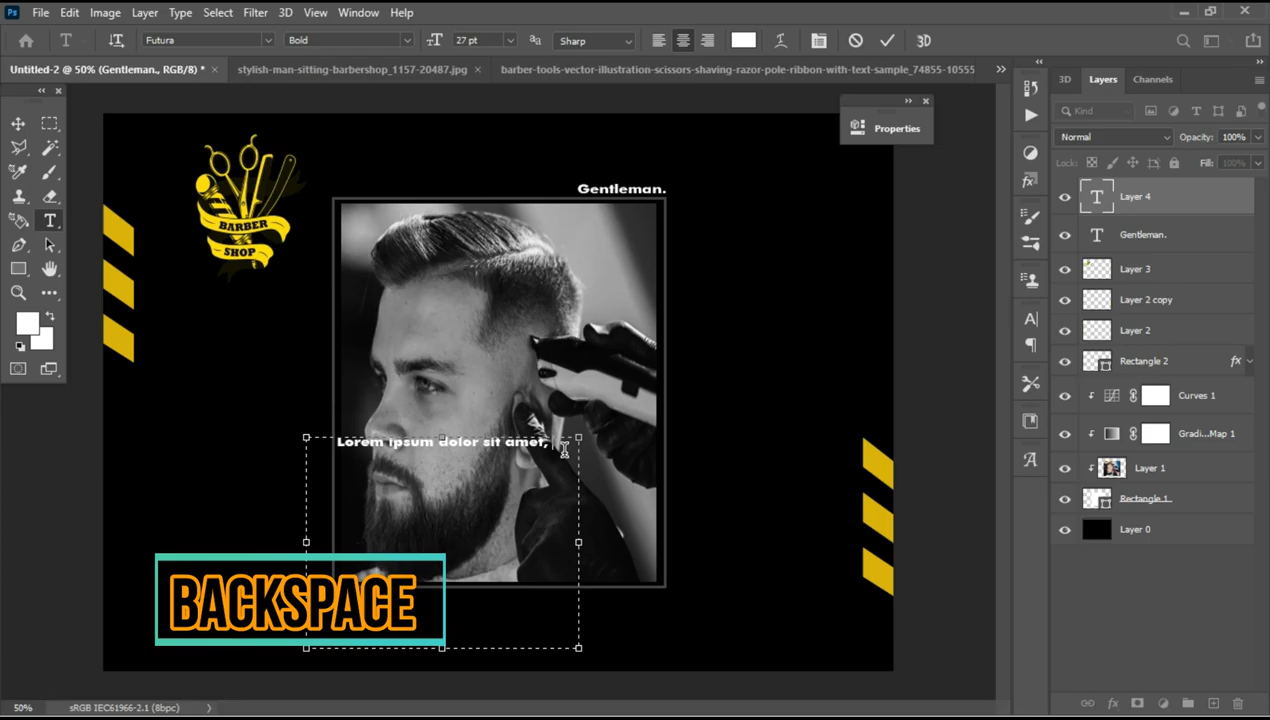 File Edit Image Layer Type Select Filter 3D View Window Help
Futura Bold 27 pt Sharp 3D
Untitled-2 @ 50% (Gentleman., RGB/8) * × stylish-man-sitting-barbershop_1157-20487.jpg × barber-tools-vector-illustration-scissors-shaving-razor-pole-ribbon-with-text-sample_74855-10555
3D Layers Channels
Kind
Properties
Normal Opacity: 100%
Lock: Fill: 100%
Gentleman.
Layer 4
BARBER
SHOP
Gentleman.
Layer 3
Layer 2 copy
Layer 2
Rectangle 2 fx
Curves 1
Gradi...Map 1
Lorem ipsum dolor sit amet,
Layer 1
Rectangle 1
Layer 0
BACKSPACE
50% sRGB IEC61966-2.1 (8bpc)